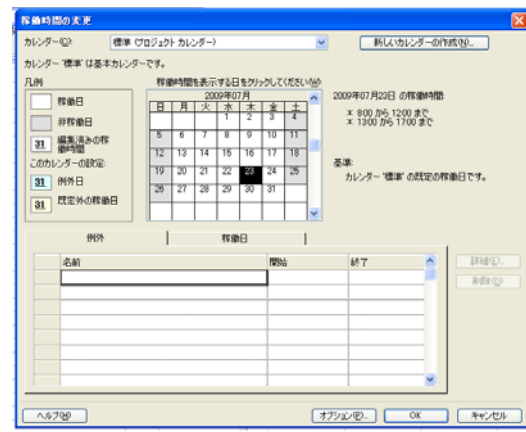 稼働時間の変更
カレンダー(O): 標準 (プロジェクト カレンダー) 新しいカレンダーの作成(N)...
カレンダー '標準' は基本カレンダーです。
凡例 稼働時間を表示する日をクリックしてください(W):
稼働日
非稼働日
31 編集済みの稼働時間
このカレンダーの設定:
31 例外日
31 既定外の稼働日
2009年07月
日 月 火 水 木 金 土
1 2 3 4
5 6 7 8 9 10 11
12 13 14 15 16 17 18
19 20 21 22 23 24 25
26 27 28 29 30 31
2009年07月23日 の稼働時間:
* 800 から 1200 まで
* 1300 から 1700 まで
基準:
カレンダー '標準' の既定の稼働日です。
例外 稼働日
名前 開始 終了
詳細(E)...
削除(D)
ヘルプ(H) オプション(P)... OK キャンセル